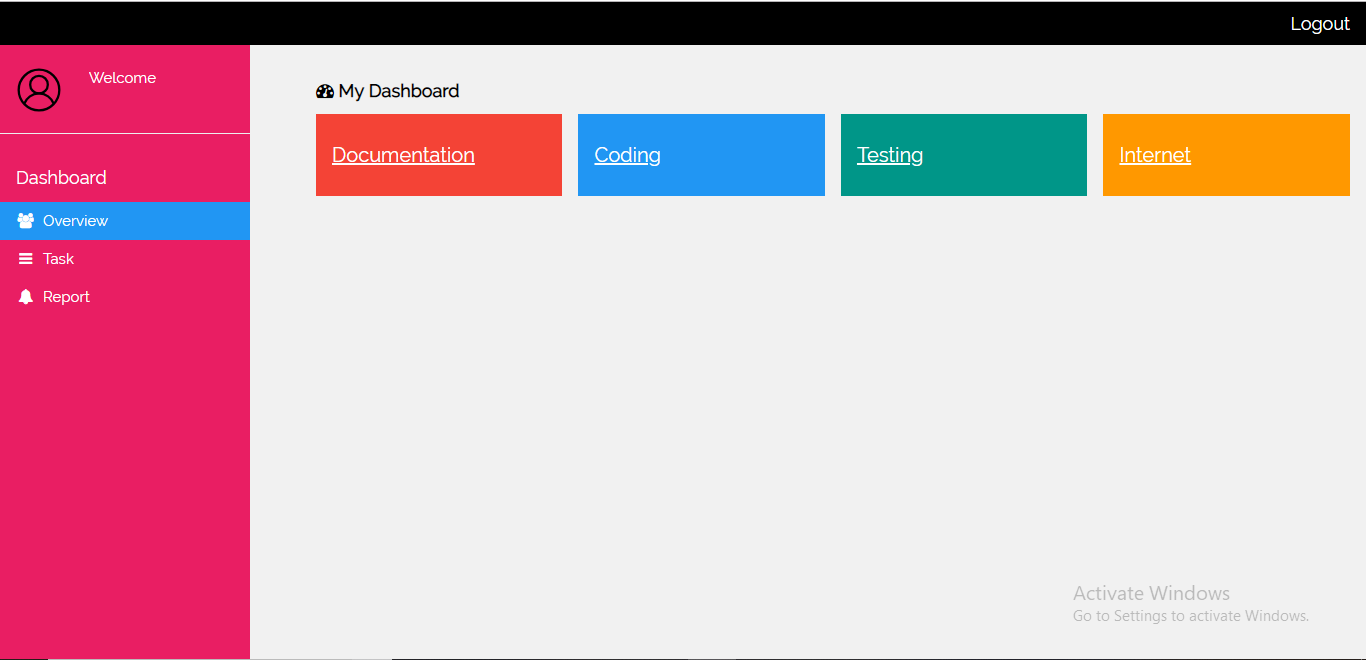 Logout
Welcome
Dashboard
Overview
Task
Report
My Dashboard
Documentation
Coding
Testing
Internet
Activate Windows
Go to Settings to activate Windows.